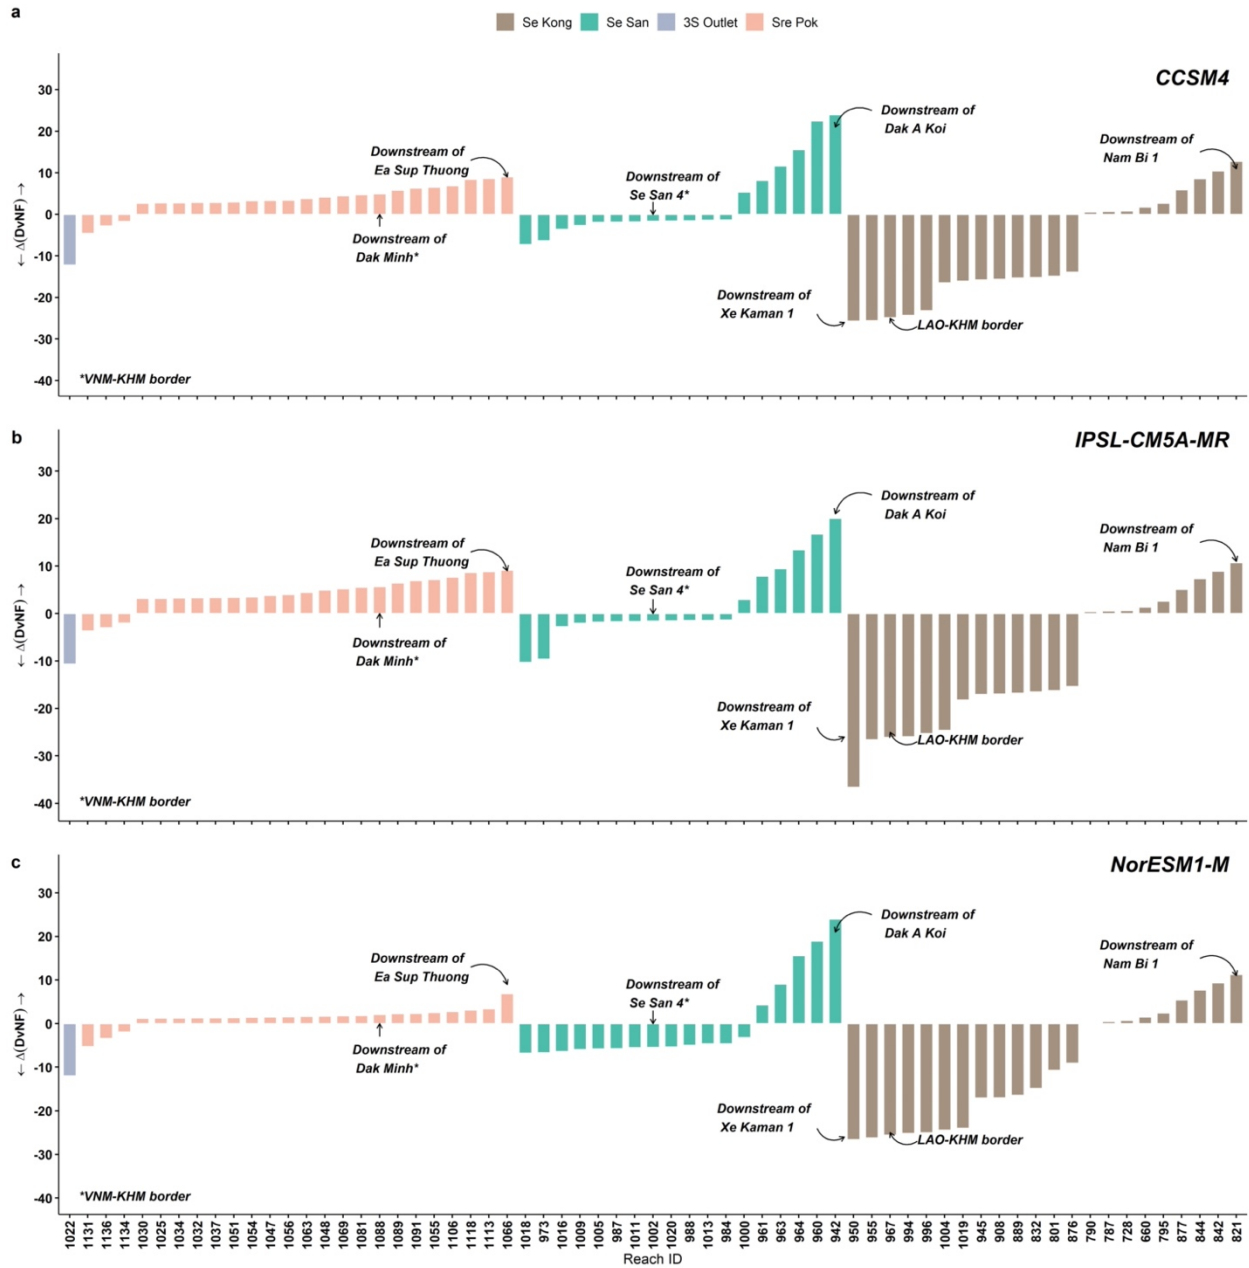 a
Se Kong Se San 3S Outlet Sre Pok
CCSM4
30
20
10
0
-10
-20
-30
-40
← Δ(DvNF) →
Downstream of
Ea Sup Thuong
Downstream of
Dak Minh*
Downstream of
Se San 4*
Downstream of
Dak A Koi
Downstream of
Xe Kaman 1
LAO-KHM border
Downstream of
Nam Bi 1
*VNM-KHM border
b
IPSL-CM5A-MR
30
20
10
0
-10
-20
-30
-40
← Δ(DvNF) →
Downstream of
Ea Sup Thuong
Downstream of
Dak Minh*
Downstream of
Se San 4*
Downstream of
Dak A Koi
Downstream of
Xe Kaman 1
LAO-KHM border
Downstream of
Nam Bi 1
*VNM-KHM border
c
NorESM1-M
30
20
10
0
-10
-20
-30
-40
← Δ(DvNF) →
Downstream of
Ea Sup Thuong
Downstream of
Dak Minh*
Downstream of
Se San 4*
Downstream of
Dak A Koi
Downstream of
Xe Kaman 1
LAO-KHM border
Downstream of
Nam Bi 1
*VNM-KHM border
1022 1131 1136 1134 1030 1025 1034 1032 1037 1051 1054 1047 1056 1063 1048 1069 1081 1088 1089 1091 1055 1106 1118 1113 1066 1018 973 1016 1009 1005 987 1011 1002 1020 988 1013 984 1000 961 963 964 960 942 950 955 967 994 996 1004 1019 945 908 889 832 801 876 790 787 728 660 795 877 844 842 821
Reach ID